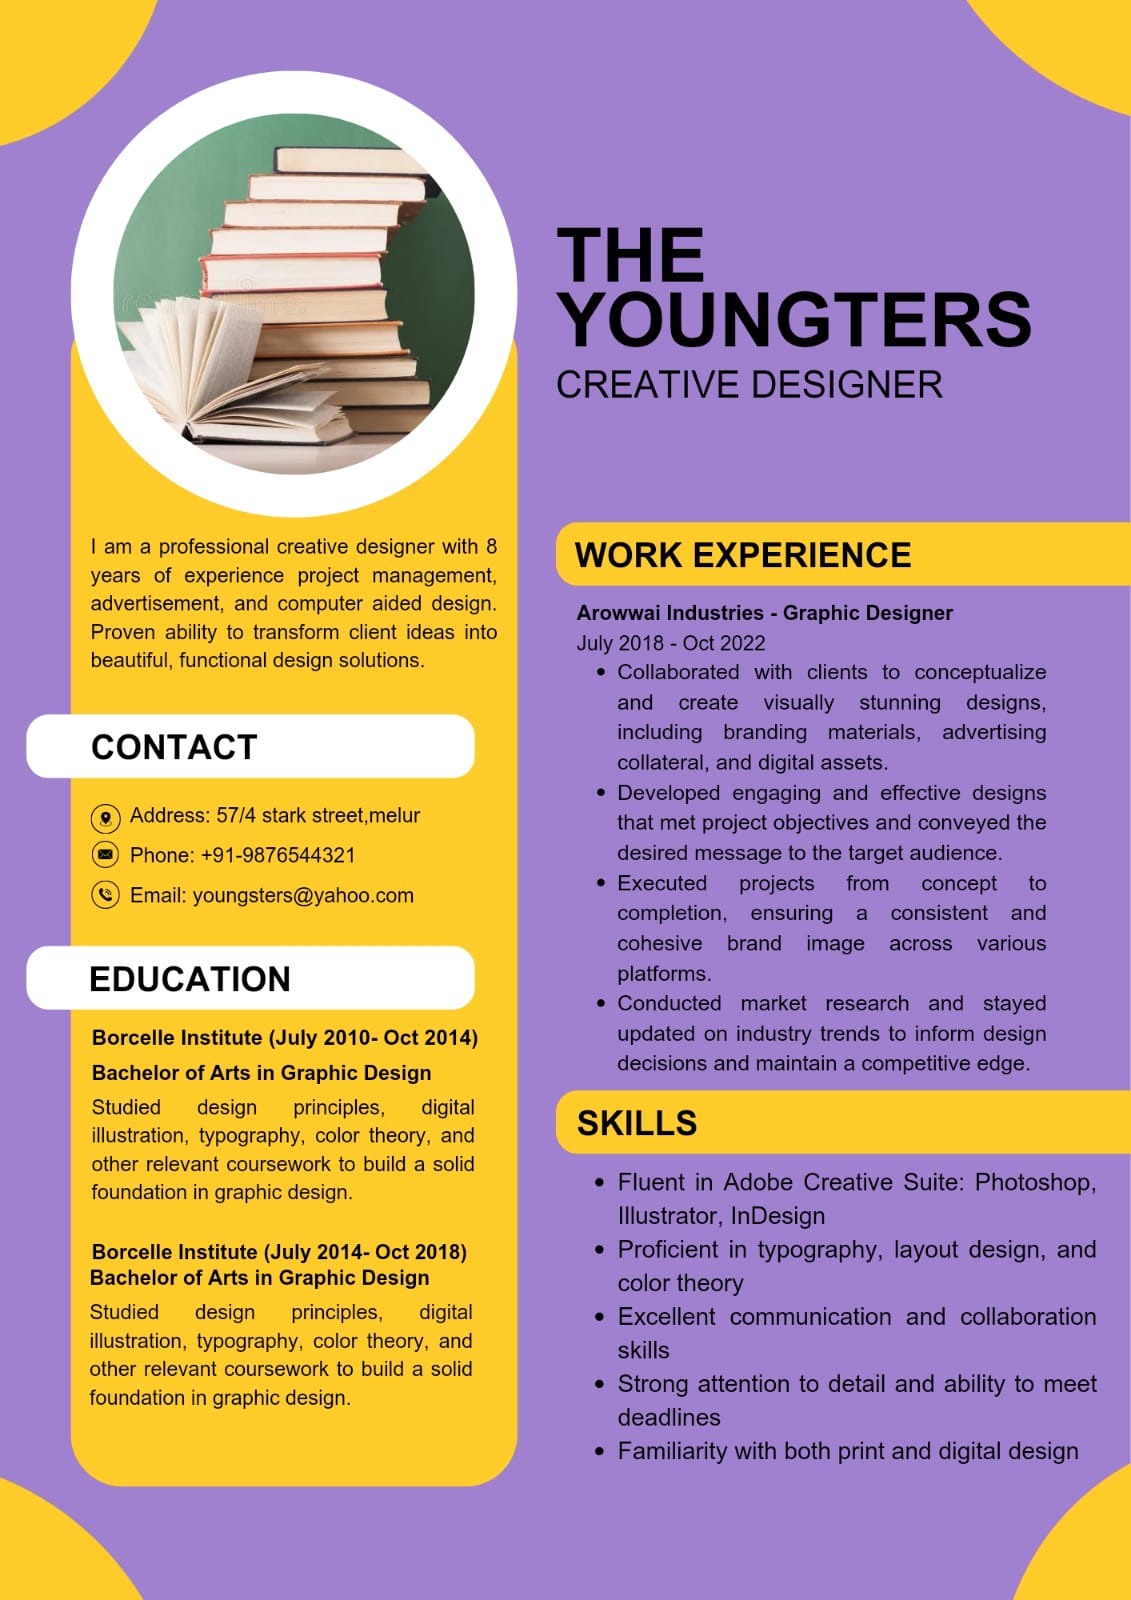 THE
YOUNGTERS
CREATIVE DESIGNER
I am a professional creative designer with 8
years of experience project management,
advertisement, and computer aided design.
Proven ability to transform client ideas into
beautiful, functional design solutions.
CONTACT
Address: 57/4 stark street,melur
Phone: +91-9876544321
Email: youngsters@yahoo.com
EDUCATION
Borcelle Institute (July 2010- Oct 2014)
Bachelor of Arts in Graphic Design
Studied design principles, digital
illustration, typography, color theory, and
other relevant coursework to build a solid
foundation in graphic design.
Borcelle Institute (July 2014- Oct 2018)
Bachelor of Arts in Graphic Design
Studied design principles, digital
illustration, typography, color theory, and
other relevant coursework to build a solid
foundation in graphic design.
WORK EXPERIENCE
Arowwai Industries - Graphic Designer
July 2018 - Oct 2022
• Collaborated with clients to conceptualize
and create visually stunning designs,
including branding materials, advertising
collateral, and digital assets.
• Developed engaging and effective designs
that met project objectives and conveyed the
desired message to the target audience.
• Executed projects from concept to
completion, ensuring a consistent and
cohesive brand image across various
platforms.
• Conducted market research and stayed
updated on industry trends to inform design
decisions and maintain a competitive edge.
SKILLS
• Fluent in Adobe Creative Suite: Photoshop,
Illustrator, InDesign
• Proficient in typography, layout design, and
color theory
• Excellent communication and collaboration
skills
• Strong attention to detail and ability to meet
deadlines
• Familiarity with both print and digital design